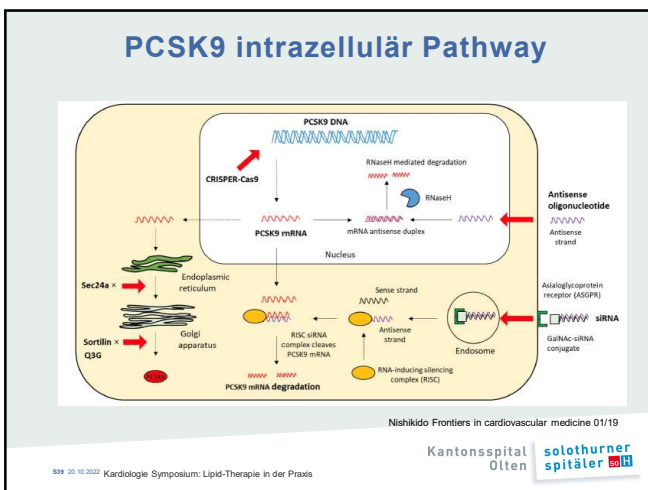 PCSK9 intrazellulär Pathway
PCSK9 DNA
CRISPER-Cas9
RNaseH mediated degradation
RNaseH
Antisense
oligonucleotide
Antisense
strand
PCSK9 mRNA
mRNA antisense duplex
Nucleus
Sec24a ×
Endoplasmic
reticulum
Sense strand
Asialoglycoprotein
receptor (ASGPR)
siRNA
Sortilin ×
Q3G
Golgi
apparatus
RISC siRNA
complex cleaves
PCSK9 mRNA
Antisense
strand
Endosome
GalNAc-siRNA
conjugate
PCSK9
PCSK9 mRNA degradation
RNA-inducing silencing
complex (RISC)
Nishikido Frontiers in cardiovascular medicine 01/19
S39 20.10.2022 Kardiologie Symposium: Lipid-Therapie in der Praxis
Kantonsspital
Olten
solothurner
spitäler soH